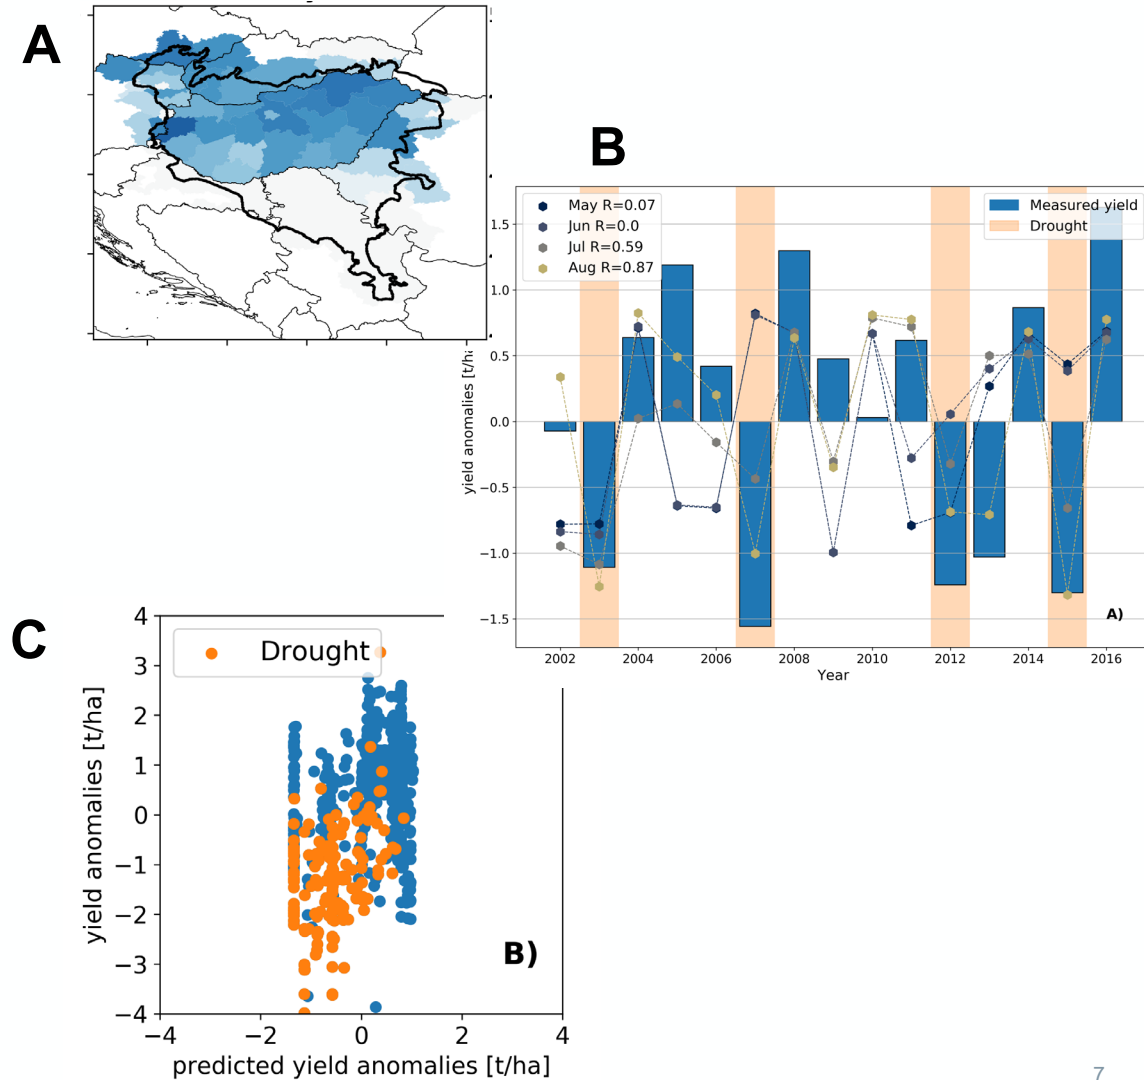 A
B
May R=0.07
Jun R=0.0
Jul R=0.59
Aug R=0.87
Measured yield
Drought
1.5
1.0
0.5
0.0
−0.5
−1.0
−1.5
yield anomalies [t/ha
A)
2002 2004 2006 2008 2010 2012 2014 2016
Year
C
Drought
4
3
2
1
0
−1
−2
−3
−4
yield anomalies [t/ha]
B)
−4 −2 0 2 4
predicted yield anomalies [t/ha]
7